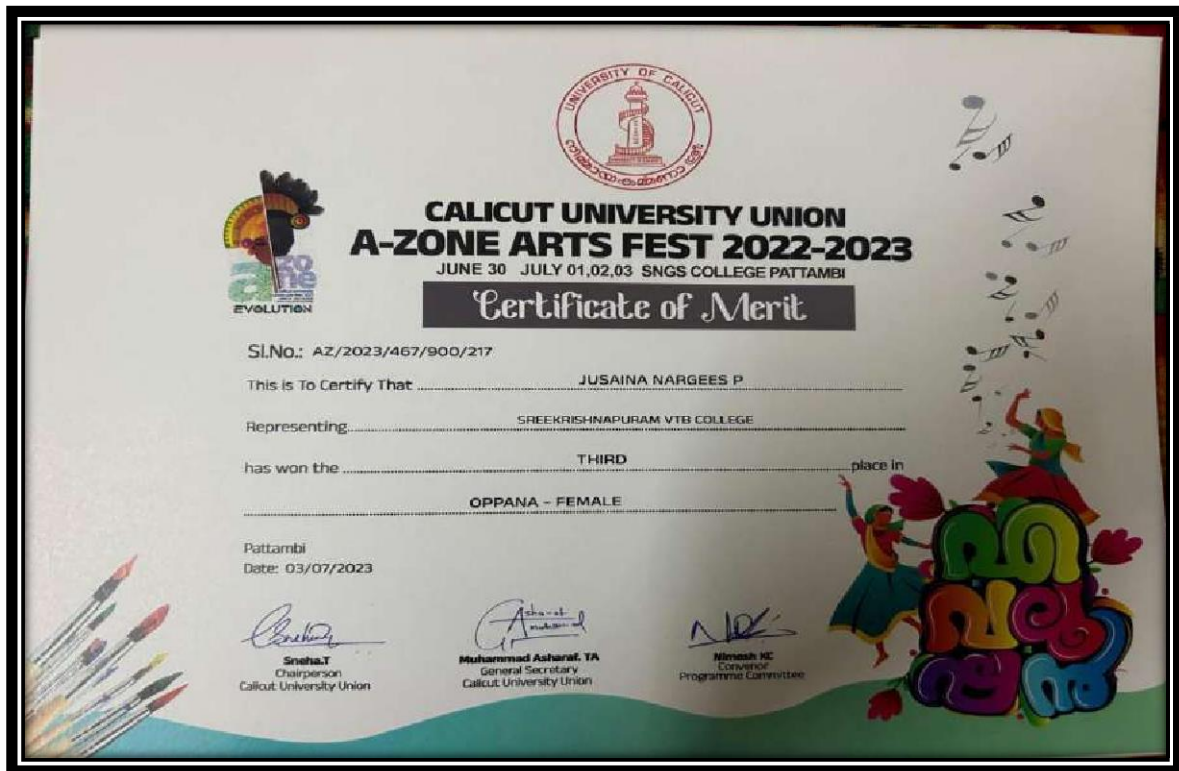 UNIVERSITY OF CALICUT
CALICUT UNIVERSITY UNION
A-ZONE ARTS FEST 2022-2023
JUNE 30 JULY 01,02,03 SNGS COLLEGE PATTAMBI
a zone
EVOLUTION
Certificate of Merit
Sl.No.: AZ/2023/467/900/217
This is To Certify That JUSAINA NARGEES P
Representing SREEKRISHNAPURAM VTB COLLEGE
has won the THIRD place in
OPPANA - FEMALE
Pattambi
Date: 03/07/2023
Sneha.T
Chairperson
Calicut University Union
Asharaf
Muhammad Asharaf. TA
General Secretary
Calicut University Union
Nimesh KC
Convenor
Programme Committee